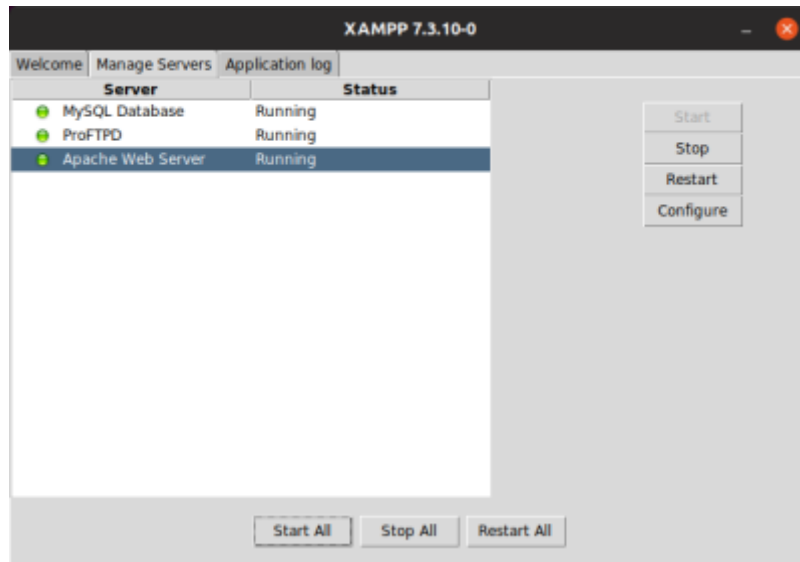 XAMPP 7.3.10-0
Welcome Manage Servers Application log
Server Status
MySQL Database Running
ProFTPD Running
Apache Web Server Running
Start
Stop
Restart
Configure
Start All Stop All Restart All